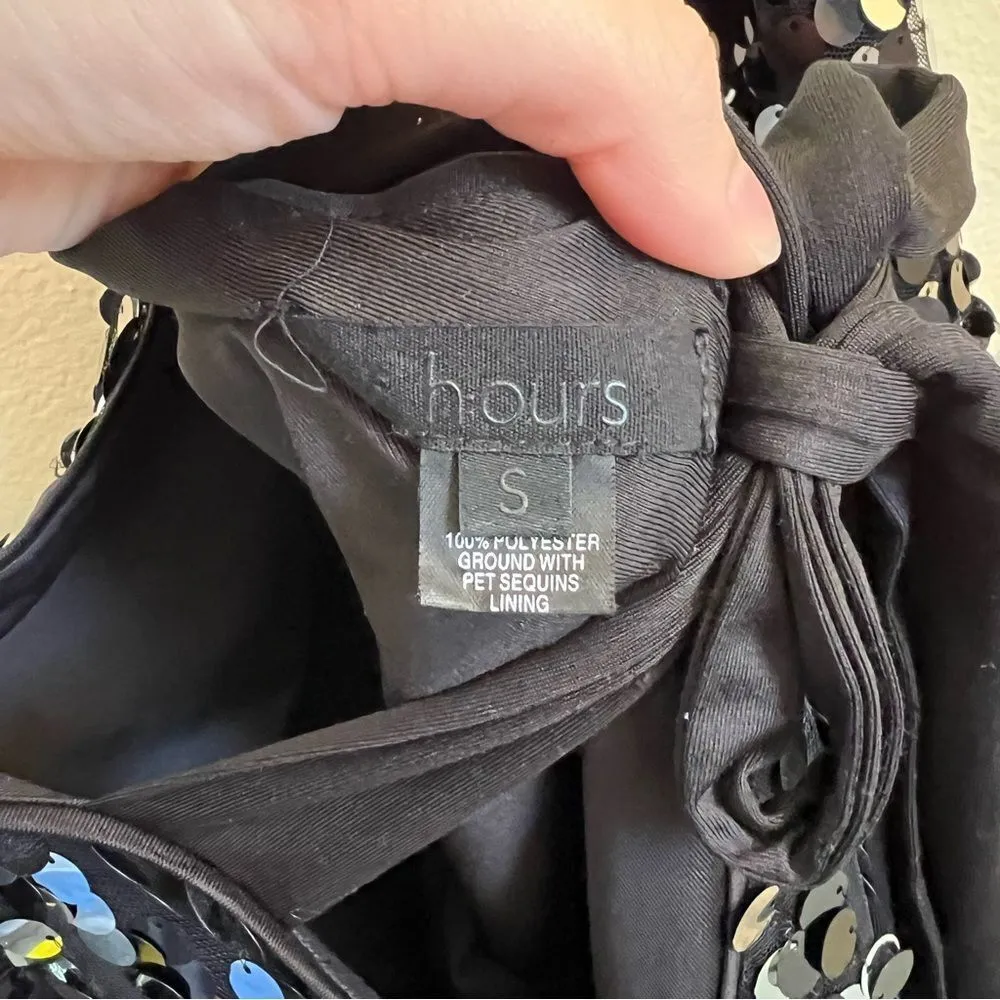 h:ours
S
100% POLYESTER
GROUND WITH
PET SEQUINS
LINING